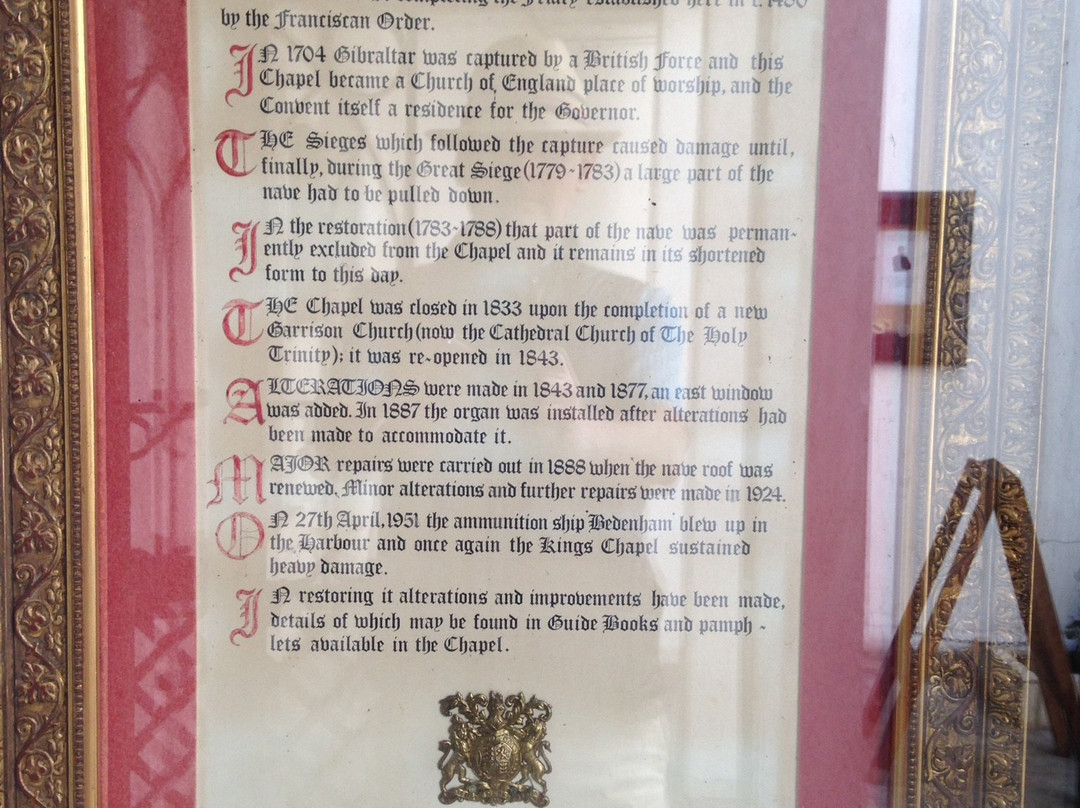 completing the Friary established here in c. 1480
by the Franciscan Order.
IN 1704 Gibraltar was captured by a British Force and this
Chapel became a Church of England place of worship, and the
Convent itself a residence for the Governor.
THE Sieges which followed the capture caused damage until,
finally, during the Great Siege (1779-1783) a large part of the
nave had to be pulled down.
IN the restoration (1783-1788) that part of the nave was perman-
ently excluded from the Chapel and it remains in its shortened
form to this day.
THE Chapel was closed in 1833 upon the completion of a new
Garrison Church (now the Cathedral Church of The Holy
Trinity); it was re-opened in 1843.
ALTERATIONS were made in 1843 and 1877, an east window
was added. In 1887 the organ was installed after alterations had
been made to accommodate it.
MAJOR repairs were carried out in 1888 when the nave roof was
renewed. Minor alterations and further repairs were made in 1924.
ON 27th April, 1951 the ammunition ship 'Bedenham' blew up in
the Harbour and once again the Kings Chapel sustained
heavy damage.
IN restoring it alterations and improvements have been made,
details of which may be found in Guide Books and pamph-
lets available in the Chapel.